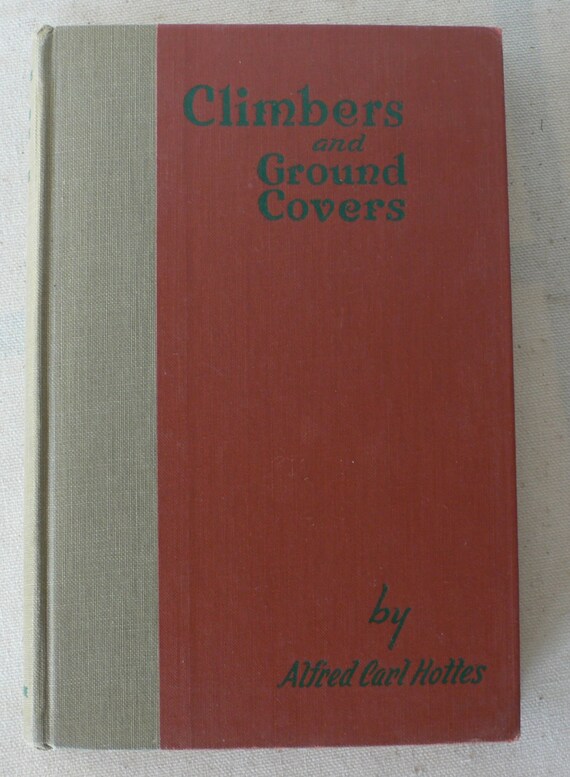 Climbers
and
Ground
Covers
by
Alfred Carl Hottes